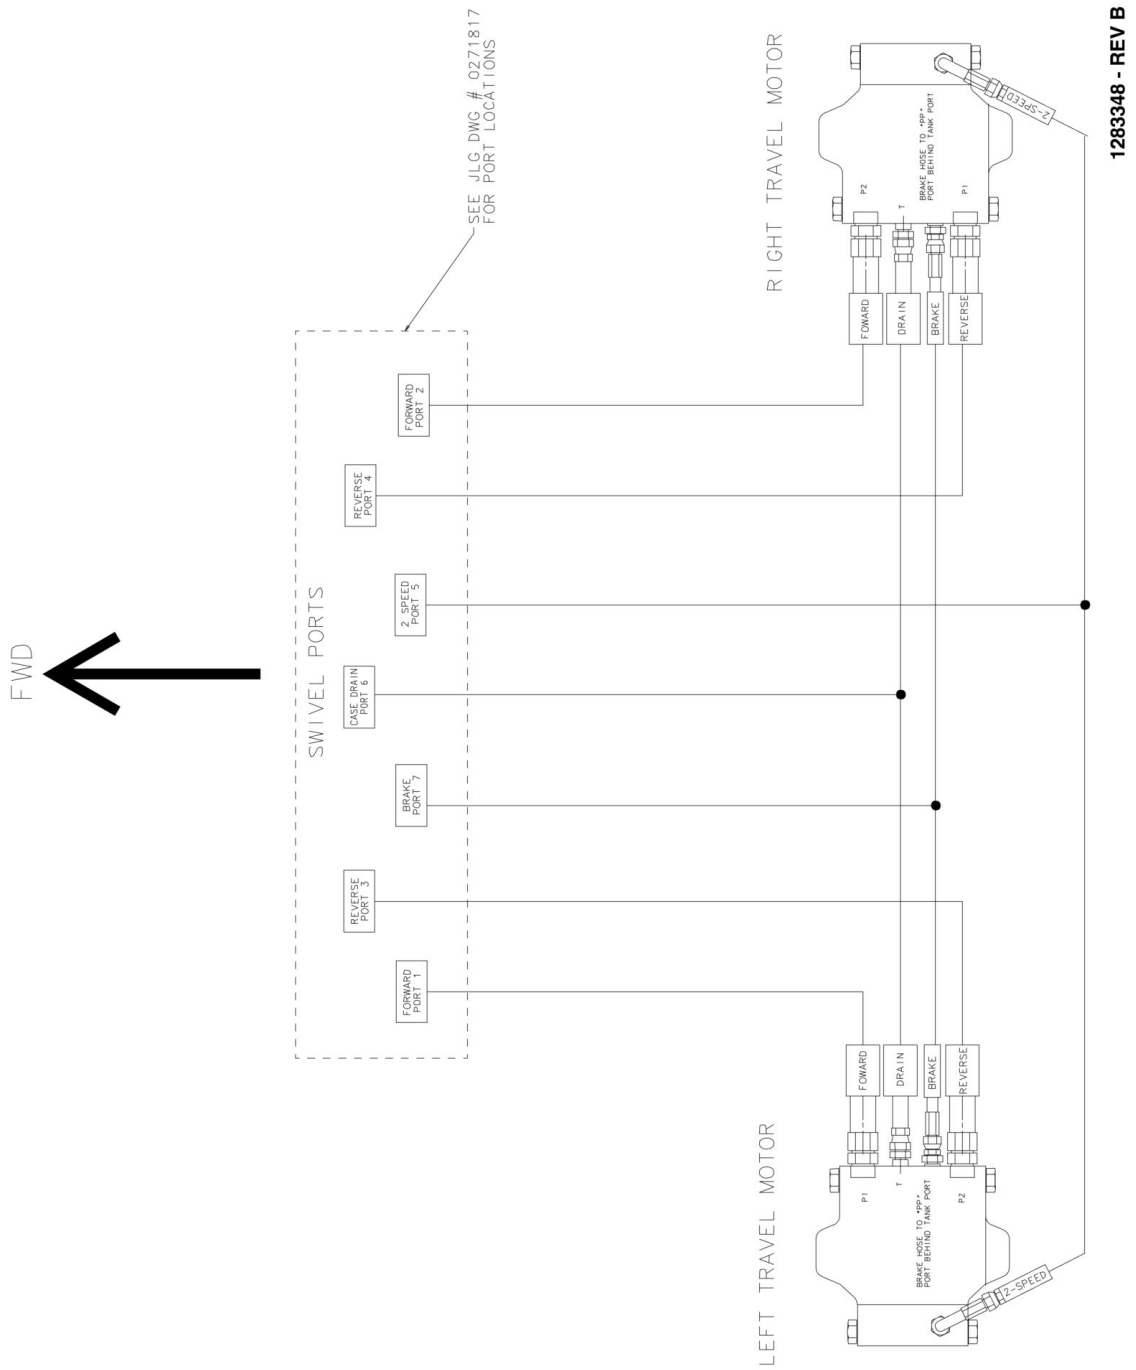 FWD
SWIVEL PORTS
SEE JLG DWG # 0271817
FOR PORT LOCATIONS
FORWARD
PORT 1
REVERSE
PORT 3
BRAKE
PORT 7
CASE DRAIN
PORT 6
2 SPEED
PORT 5
REVERSE
PORT 4
FORWARD
PORT 2
LEFT TRAVEL MOTOR
FOWARD
DRAIN
BRAKE
REVERSE
P1
T
BRAKE HOSE TO "PP"
PORT BEHIND TANK PORT
P2
2-SPEED
RIGHT TRAVEL MOTOR
FOWARD
DRAIN
BRAKE
REVERSE
P2
T
BRAKE HOSE TO "PP"
PORT BEHIND TANK PORT
P1
2-SPEED
1283348 - REV B